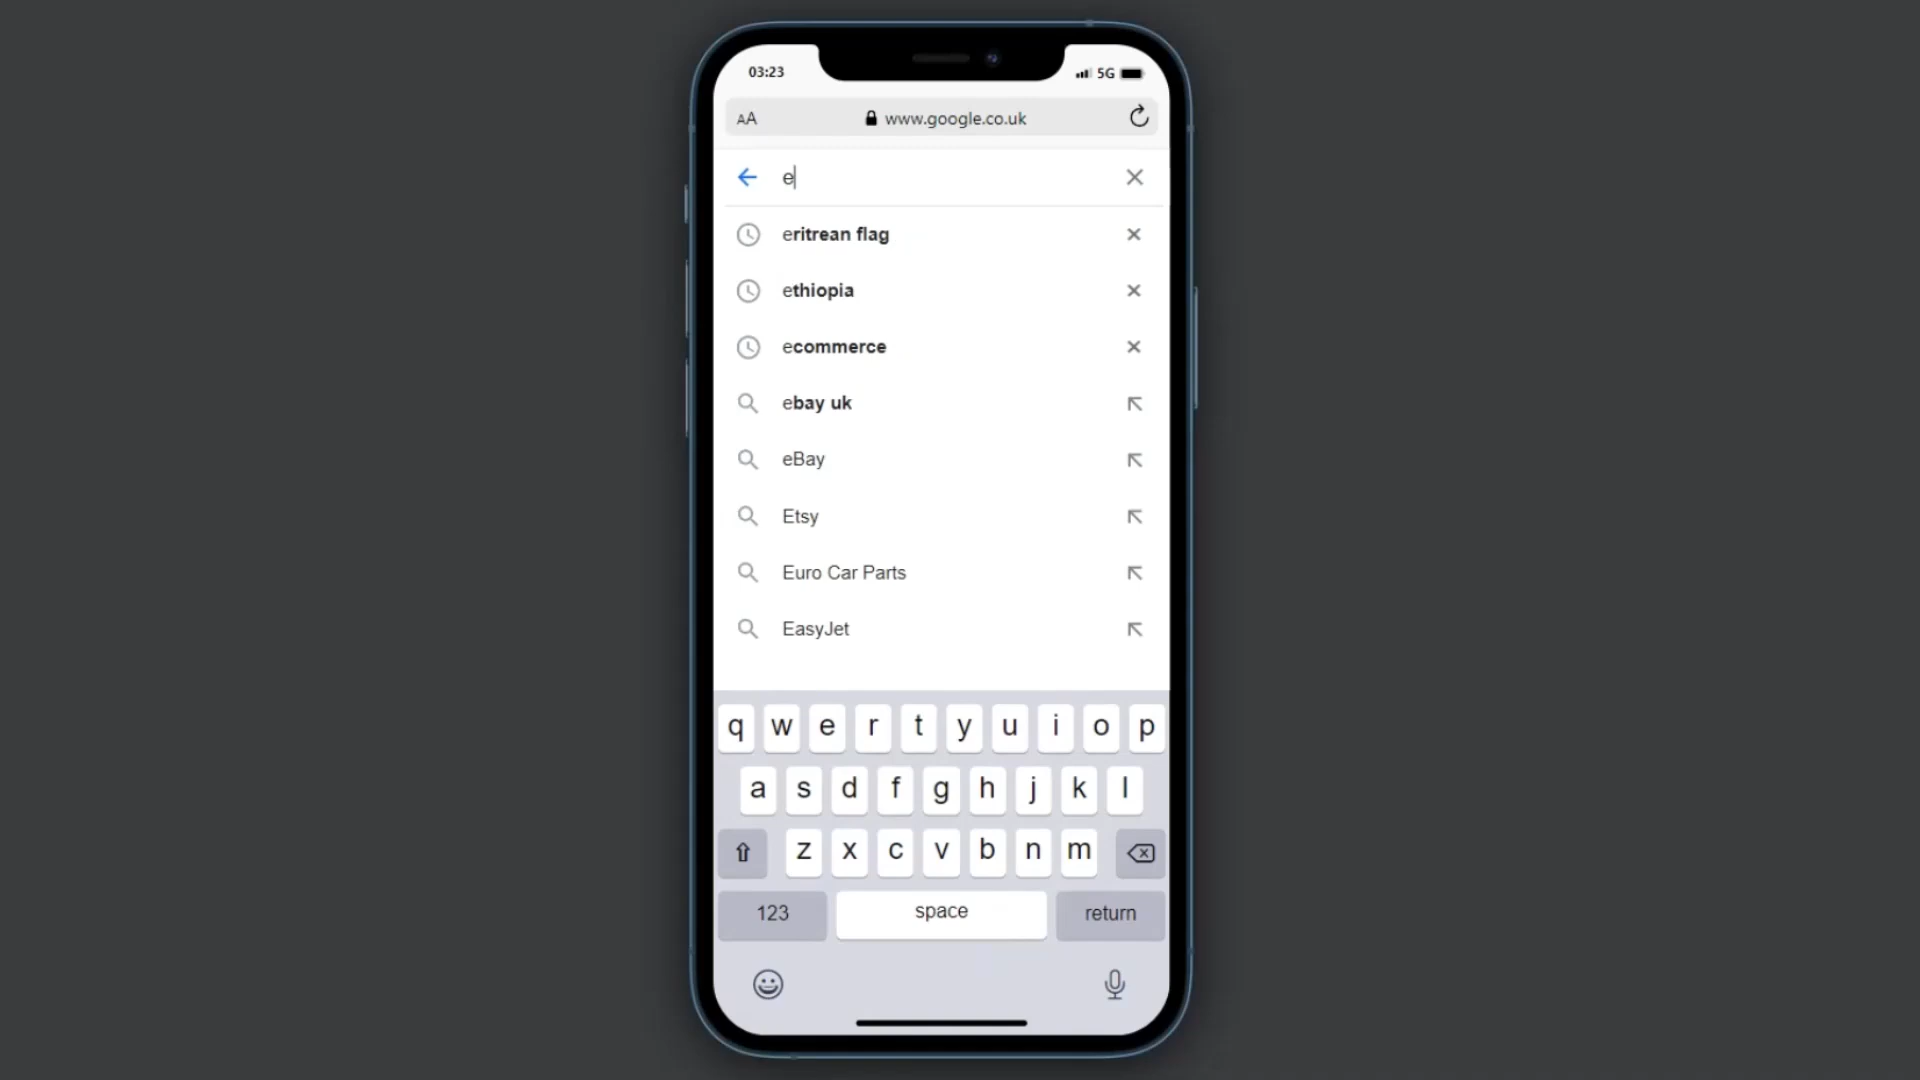 03:23
5G
AA www.google.co.uk
e
eritrean flag
ethiopia
ecommerce
ebay uk
eBay
Etsy
Euro Car Parts
EasyJet
q w e r t y u i o p
a s d f g h j k l
z x c v b n m
123 space return